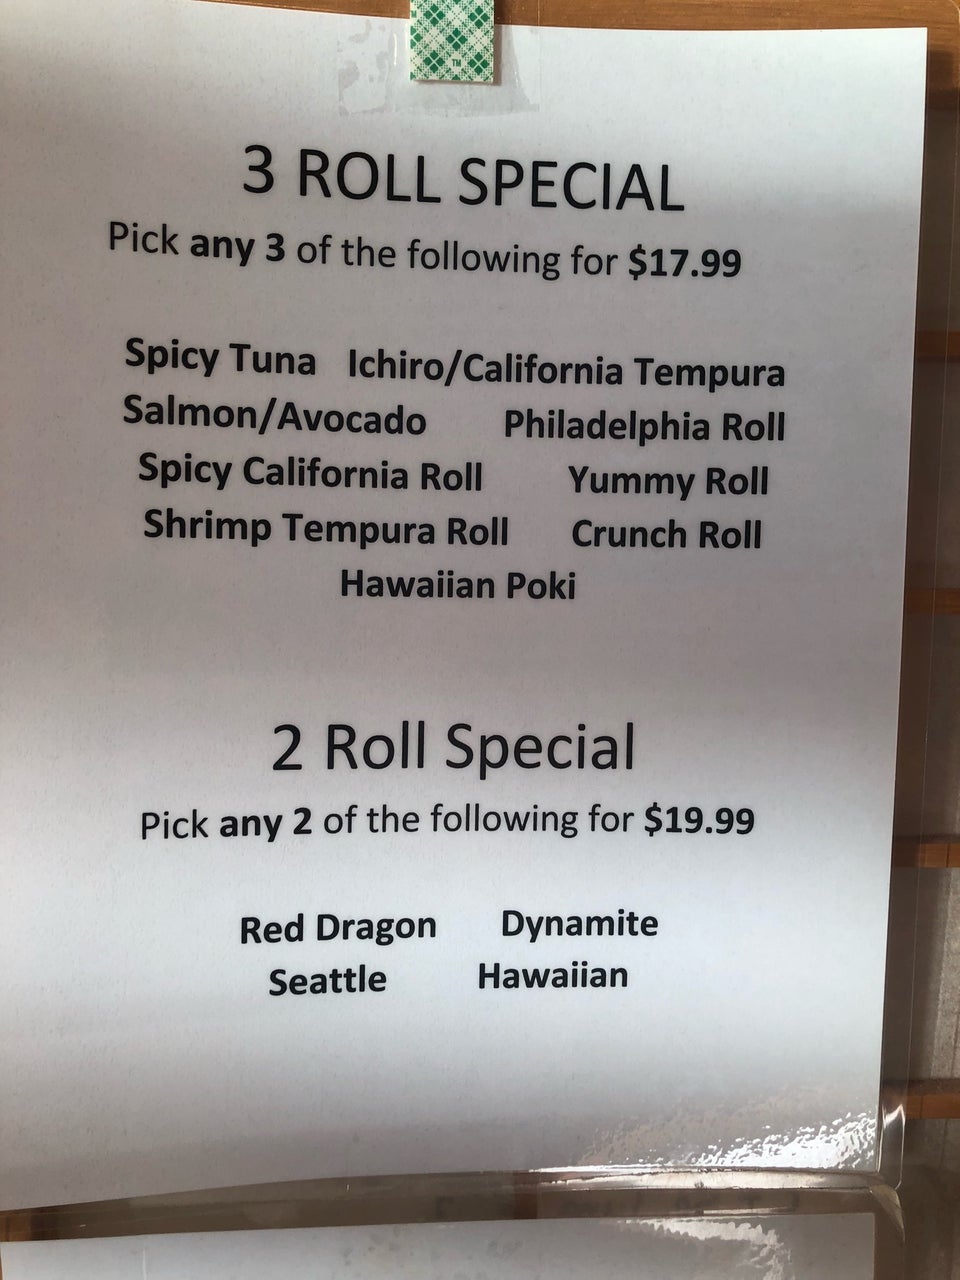 3 ROLL SPECIAL
Pick any 3 of the following for $17.99
Spicy Tuna Ichiro/California Tempura
Salmon/Avocado Philadelphia Roll
Spicy California Roll Yummy Roll
Shrimp Tempura Roll Crunch Roll
Hawaiian Poki
2 Roll Special
Pick any 2 of the following for $19.99
Red Dragon Dynamite
Seattle Hawaiian